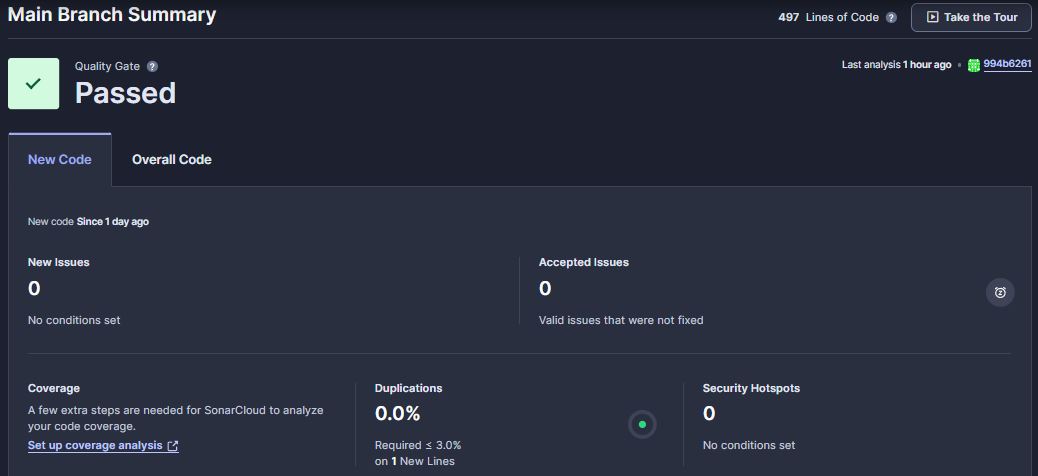 Main Branch Summary
497 Lines of Code ?
Take the Tour
Quality Gate ?
Passed
Last analysis 1 hour ago • 994b6261
New Code
Overall Code
New code Since 1 day ago
New Issues
0
No conditions set
Accepted Issues
0
Valid issues that were not fixed
Coverage
A few extra steps are needed for SonarCloud to analyze
your code coverage.
Set up coverage analysis
Duplications
0.0%
Required ≤ 3.0%
on 1 New Lines
Security Hotspots
0
No conditions set